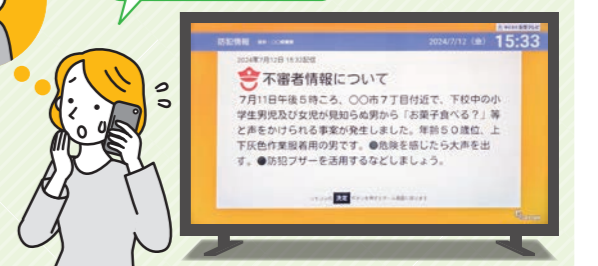 防犯情報
2024/7/12（金） 15:33
2024年7月12日 15:32配信
不審者情報について
7月11日午後5時ころ、〇〇市7丁目付近で、下校中の小
学生男児及び女児が見知らぬ男から「お菓子食べる？」等
と声をかけられる事案が発生しました。年齢50歳位、上
下灰色作業服着用の男です。●危険を感じたら大声を出
す。●防犯ブザーを活用するなどしましょう。
決定